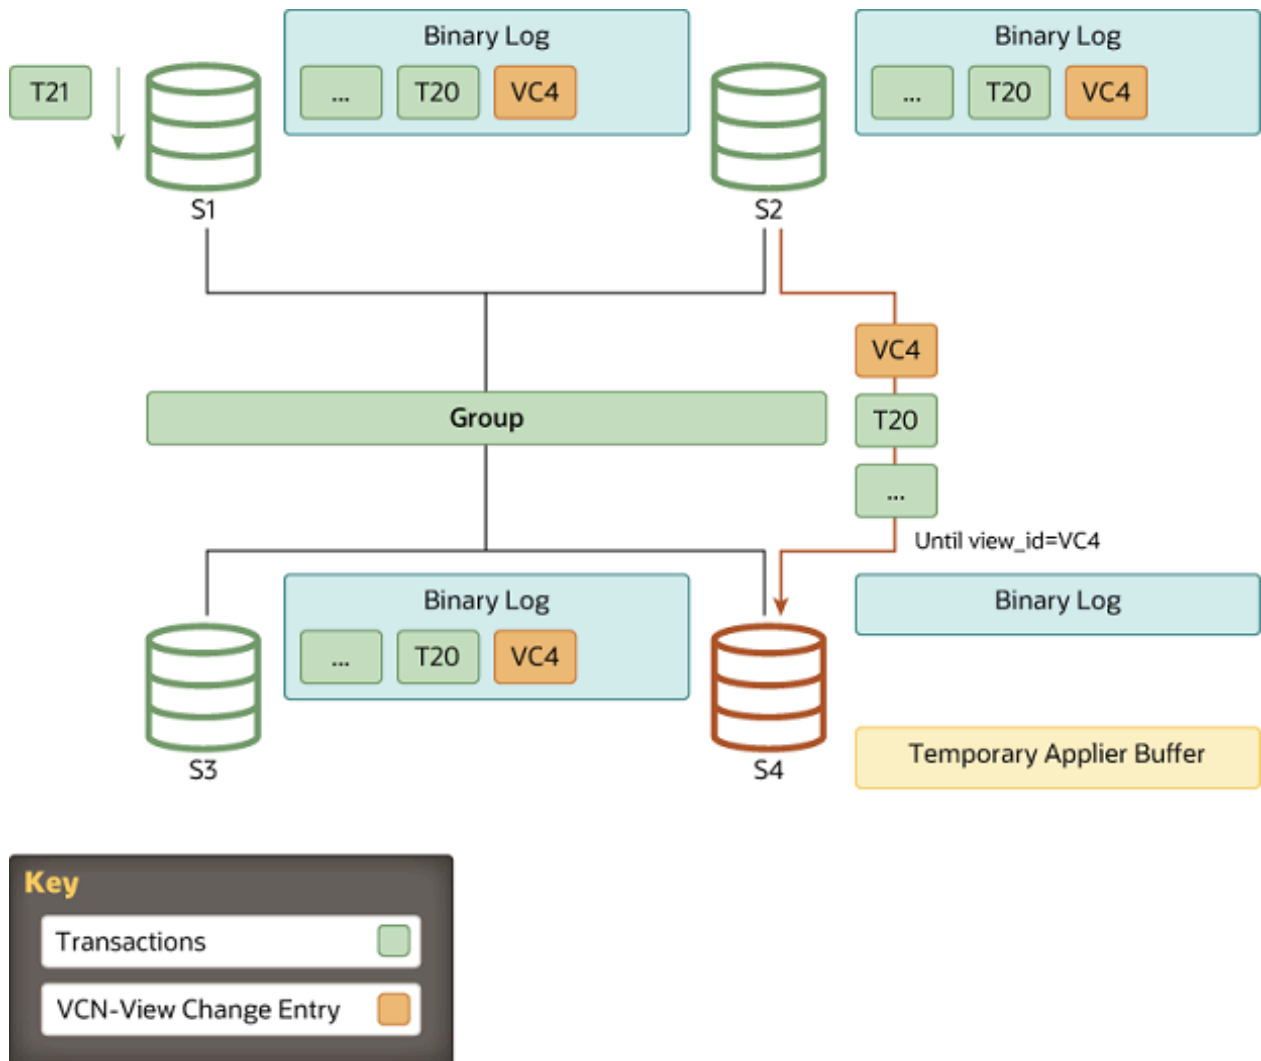 Binary Log
Binary Log
T21
... T20 VC4
... T20 VC4
S1
S2
VC4
Group
T20
...
Until view_id=VC4
Binary Log
Binary Log
... T20 VC4
S3
S4
Temporary Applier Buffer
Key
Transactions
VCN-View Change Entry